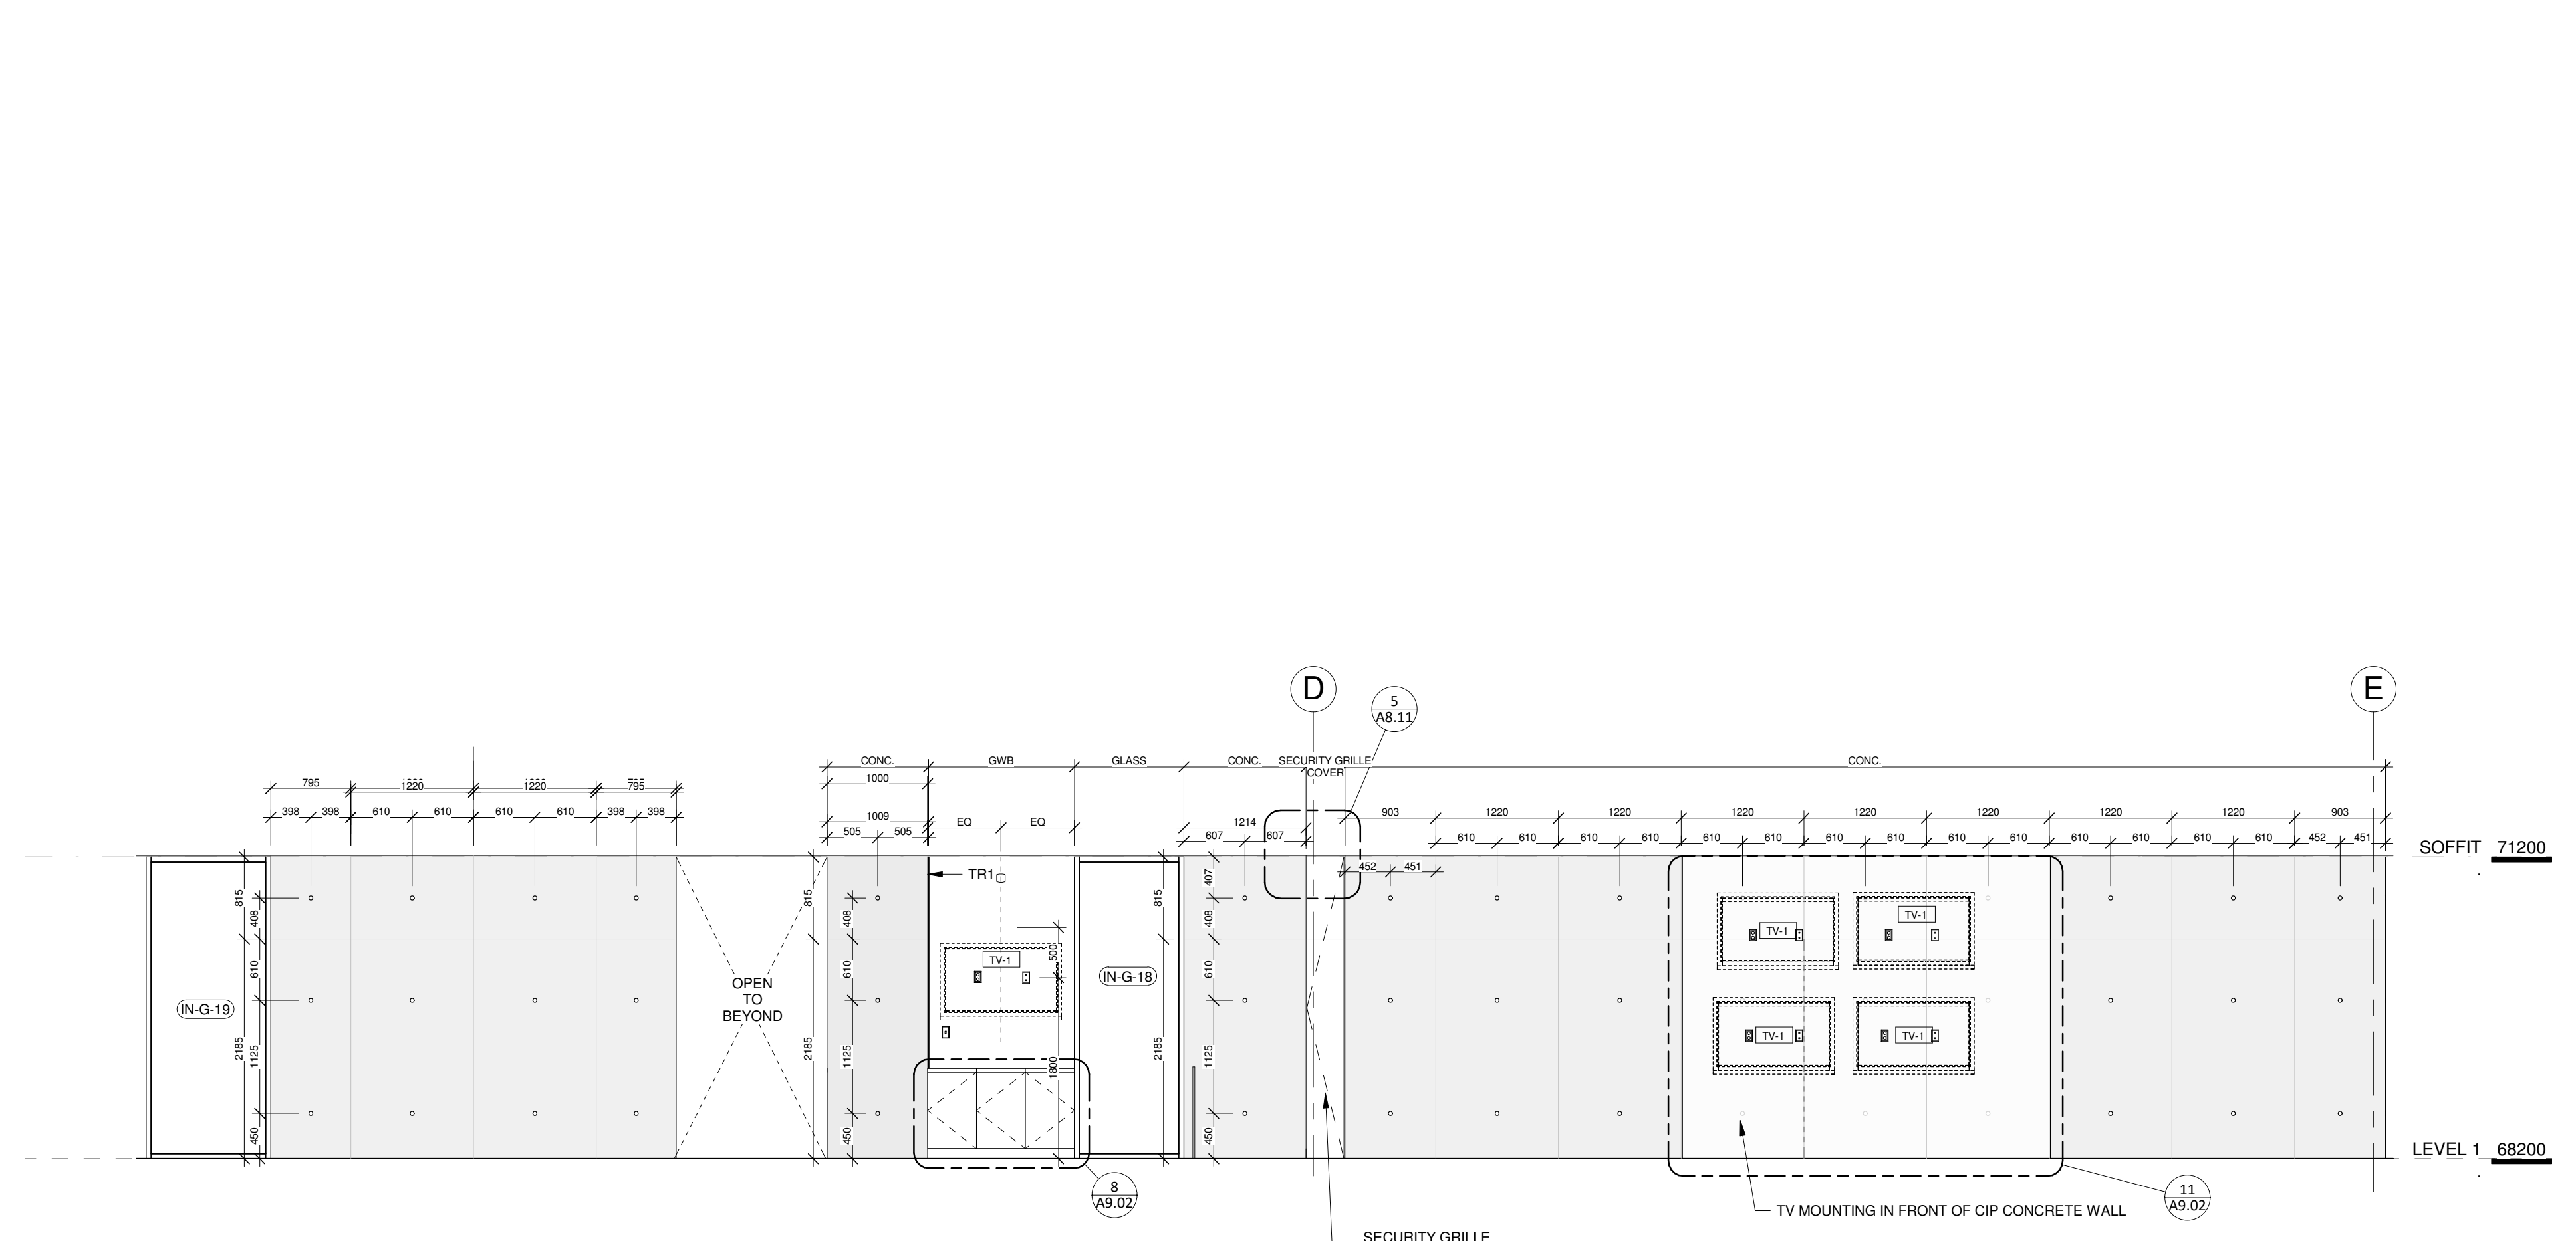 D
E
5
A8.11
CONC.
GWB
GLASS
CONC.
SECURITY GRILLE
COVER
CONC.
1000
795
1220
1220
795
398
398
610
610
610
610
398
398
1009
505
505
EQ
EQ
1214
607
607
903
1220
1220
1220
1220
1220
1220
1220
903
610
610
610
610
610
610
610
610
610
610
610
610
610
610
452
451
452
451
SOFFIT 71200
TR1
815
408
815
408
815
407
408
500
TV-1
TV-1
TV-1
IN-G-19
610
OPEN
TO
BEYOND
610
IN-G-18
610
TV-1
TV-1
2185
1125
2185
1125
1800
2185
1125
450
450
450
LEVEL 1 68200
8
A9.02
11
A9.02
TV MOUNTING IN FRONT OF CIP CONCRETE WALL
SECURITY GRILLE